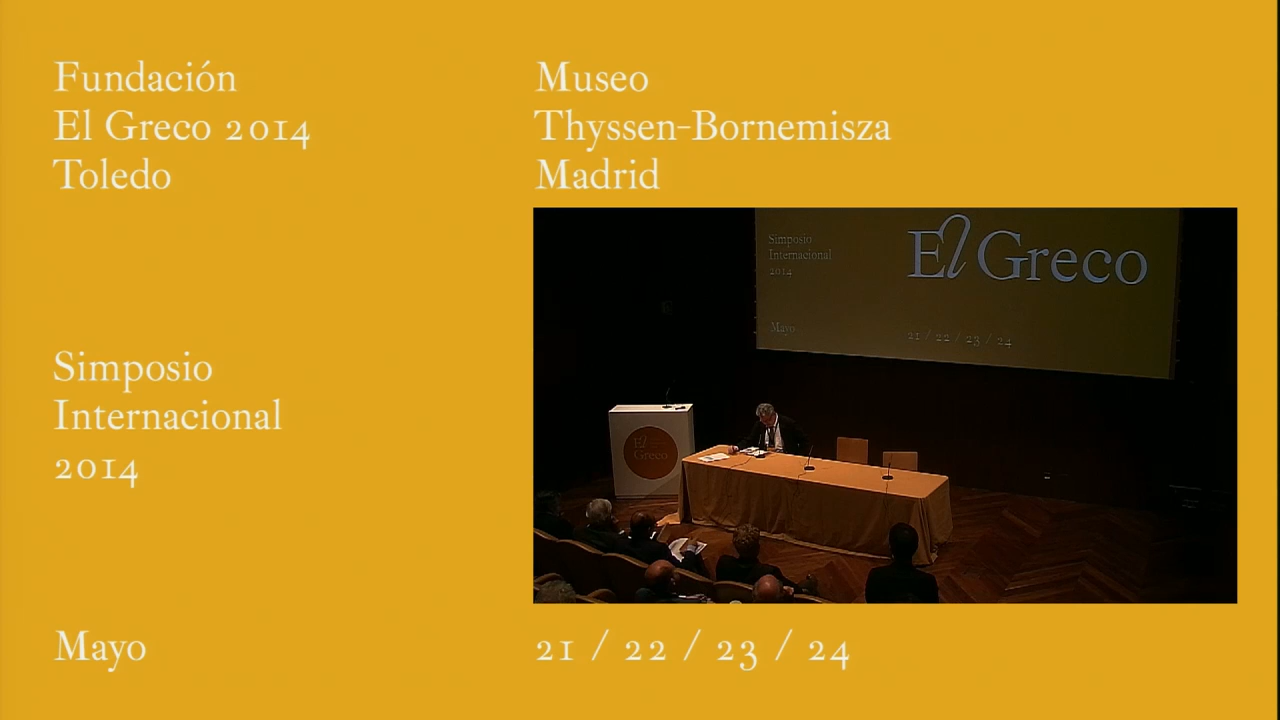 Fundación
El Greco 2014
Toledo
Museo
Thyssen-Bornemisza
Madrid
Simposio
Internacional
2014
Mayo
21 / 22 / 23 / 24
Simposio
Internacional
2014
El Greco
Mayo
21 / 22 / 23 / 24
El
Greco